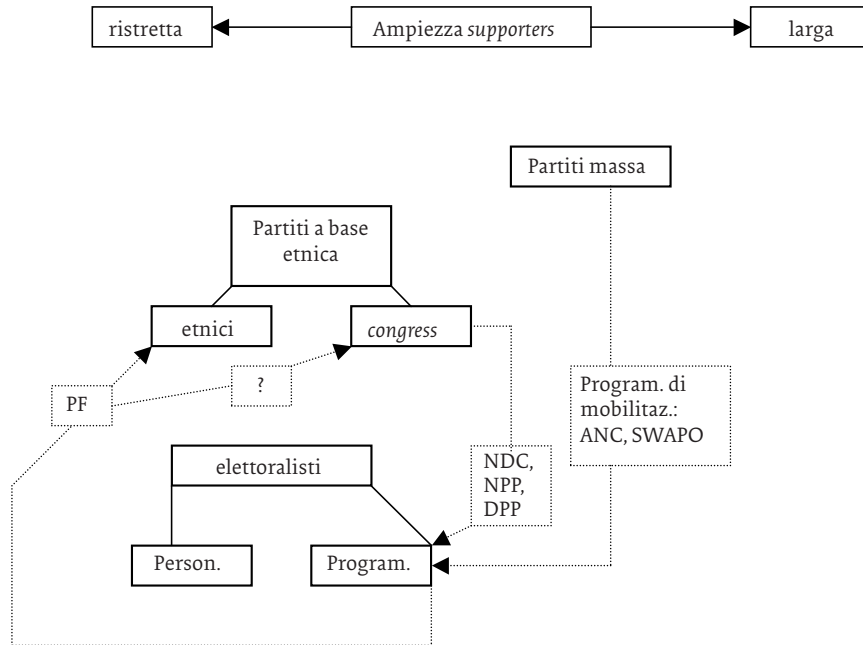 ristretta
Ampiezza supporters
larga
Partiti massa
Partiti a base
etnica
etnici
congress
?
PF
Program. di
mobilitaz.:
ANC, SWAPO
elettoralisti
NDC,
NPP,
DPP
Person.
Program.